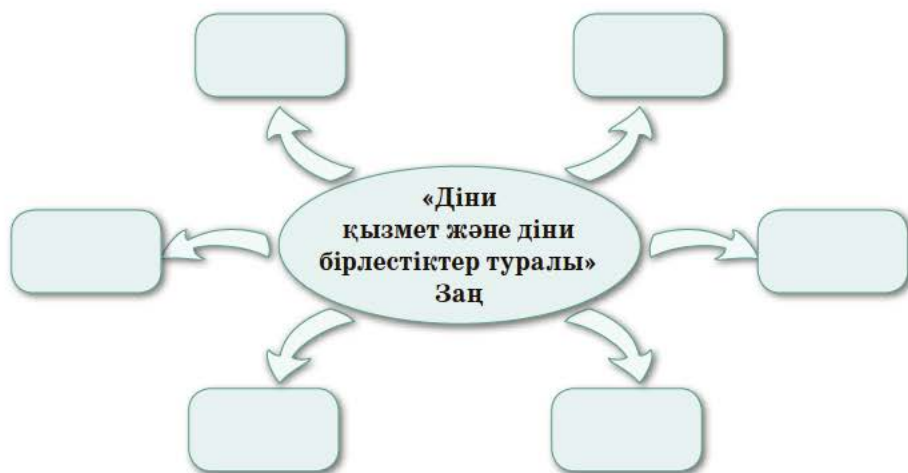 «Діни
қызмет және діни
бірлестіктер туралы»
Заң